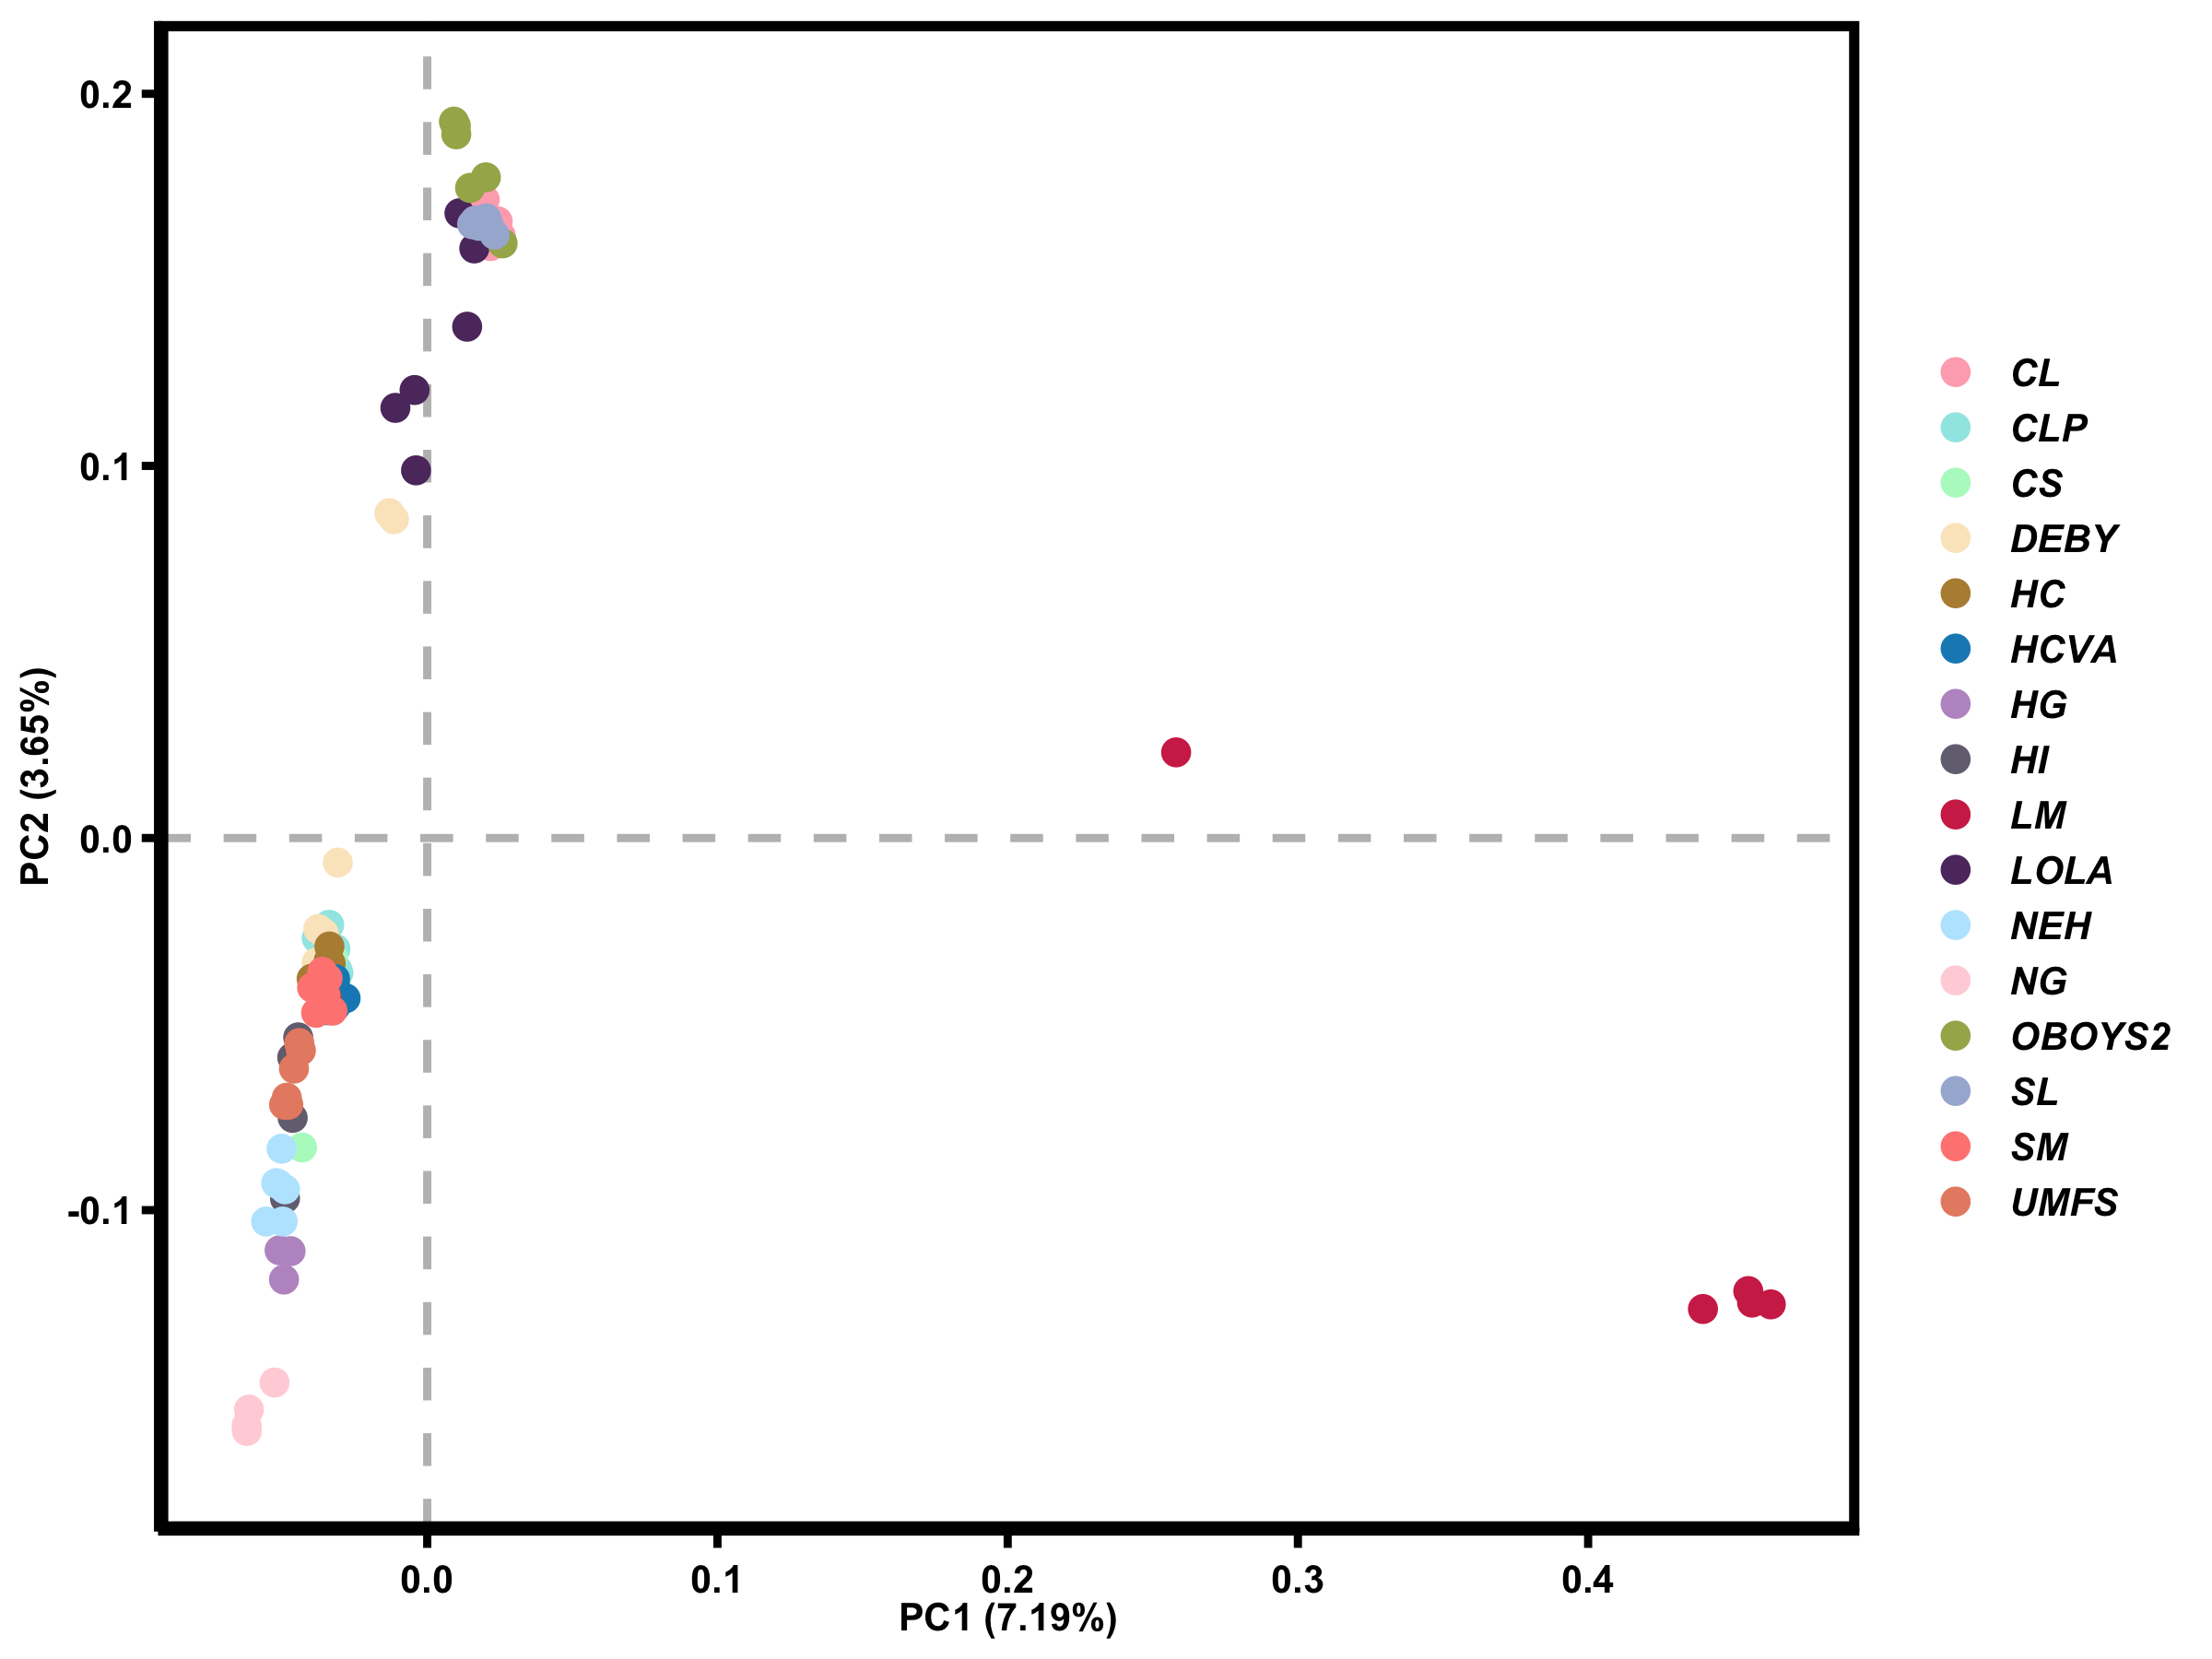 0.2
0.1
0.0
-0.1
PC2 (3.65%)
0.0 0.1 0.2 0.3 0.4
PC1 (7.19%)
CL
CLP
CS
DEBY
HC
HCVA
HG
HI
LM
LOLA
NEH
NG
OBOYS2
SL
SM
UMFS